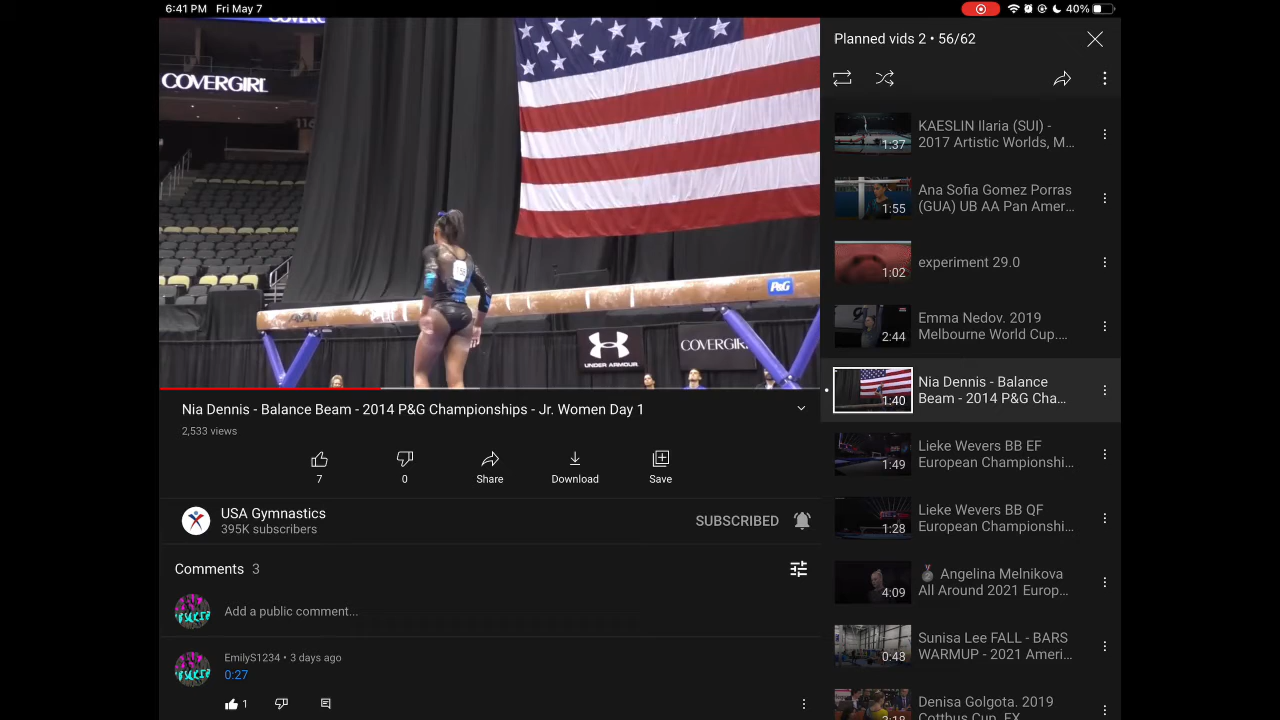 6:41 PM Fri May 7
40%
COVERGIRL
COVERGIRL
116
P&G
AAI
UNDER ARMOUR
COVERGIRL
Nia Dennis - Balance Beam - 2014 P&G Championships - Jr. Women Day 1
2,533 views
7
0
Share
Download
Save
USA Gymnastics
395K subscribers
SUBSCRIBED
Comments 3
Add a public comment...
EmilyS1234 • 3 days ago
0:27
1
Planned vids 2 • 56/62
1:37
KAESLIN Ilaria (SUI) -
2017 Artistic Worlds, M...
1:55
Ana Sofia Gomez Porras
(GUA) UB AA Pan Amer...
1:02
experiment 29.0
2:44
Emma Nedov. 2019
Melbourne World Cup....
1:40
Nia Dennis - Balance
Beam - 2014 P&G Cha...
1:49
Lieke Wevers BB EF
European Championshi...
1:28
Lieke Wevers BB QF
European Championshi...
4:09
🥈 Angelina Melnikova
All Around 2021 Europ...
0:48
Sunisa Lee FALL - BARS
WARMUP - 2021 Ameri...
3:18
Denisa Golgota. 2019
Cottbus Cup. FX